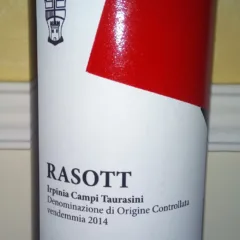 RASOTT
Irpinia Campi Taurasini
Denominazione di Origine Controllata
vendemmia 2014